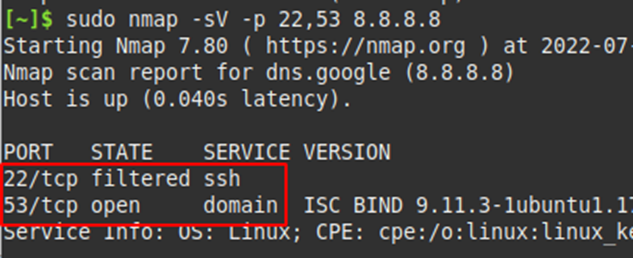 [~]$ sudo nmap -sV -p 22,53 8.8.8.8
Starting Nmap 7.80 ( https://nmap.org ) at 2022-07
Nmap scan report for dns.google (8.8.8.8)
Host is up (0.040s latency).
PORT STATE SERVICE VERSION
22/tcp filtered ssh
53/tcp open domain ISC BIND 9.11.3-1ubuntu1.1
Service Info: OS: Linux; CPE: cpe:/o:linux:linux_k